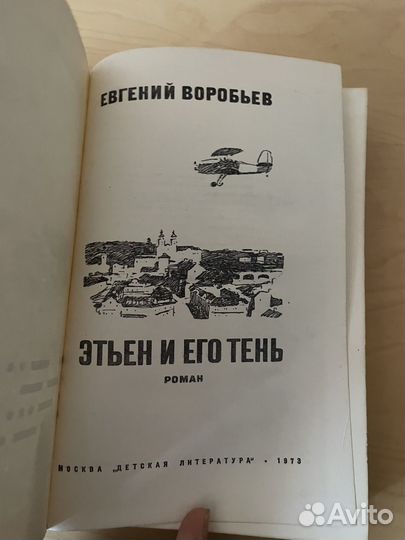 ЕВГЕНИЙ ВОРОБЬЕВ
ЭТЬЕН И ЕГО ТЕНЬ
РОМАН
МОСКВА „ДЕТСКАЯ ЛИТЕРАТУРА“ • 1973
Avito